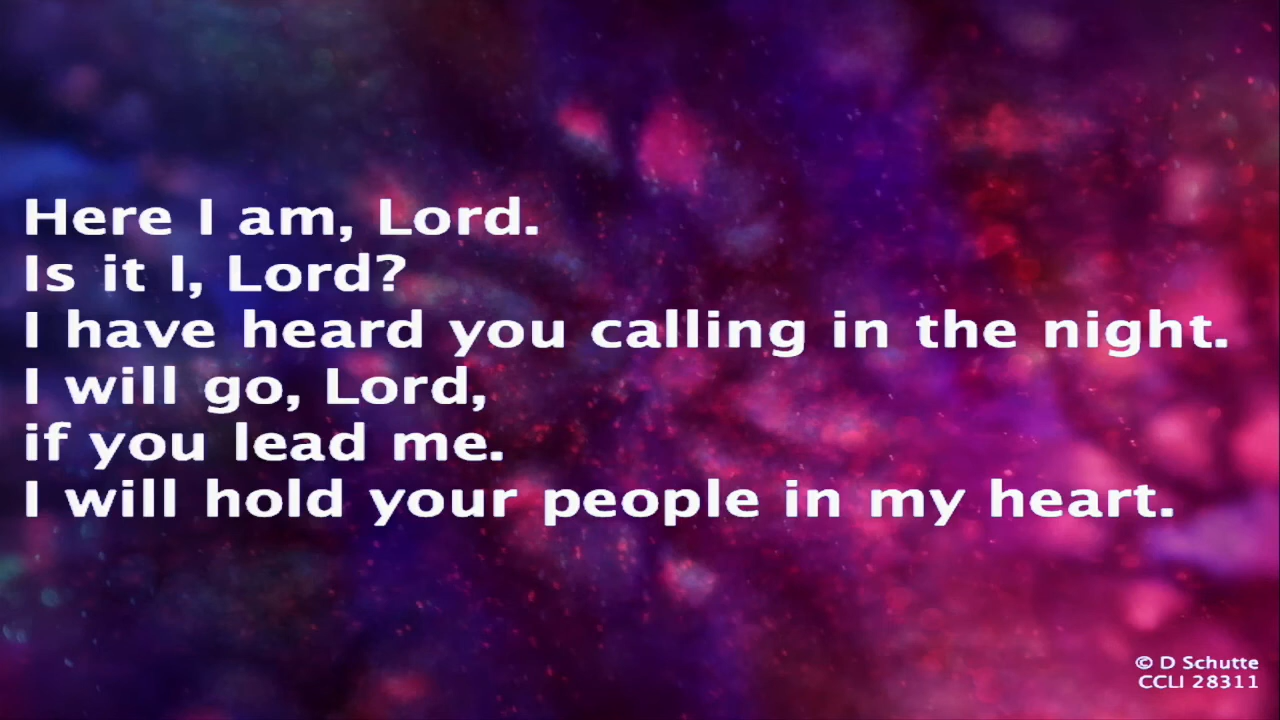 Here I am, Lord.
Is it I, Lord?
I have heard you calling in the night.
I will go, Lord,
if you lead me.
I will hold your people in my heart.
© D Schutte
CCLI 28311